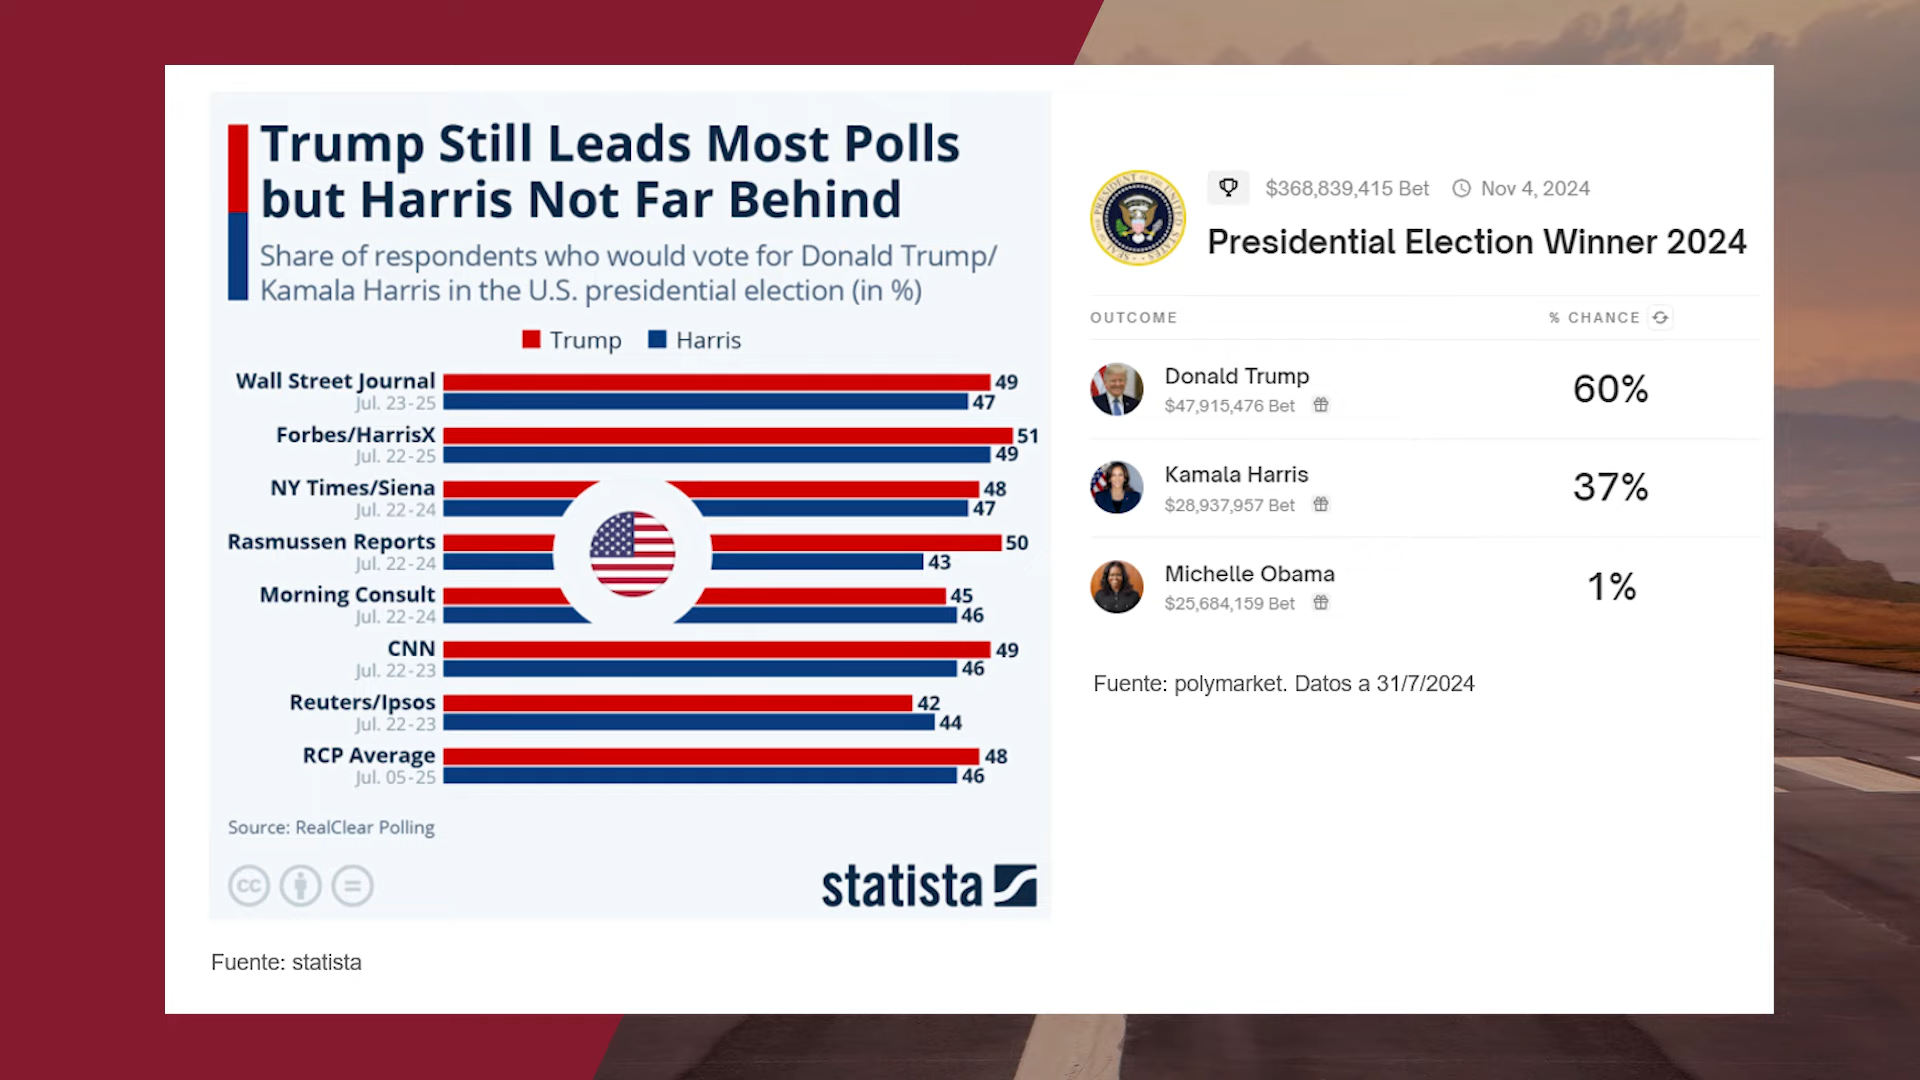 Trump Still Leads Most Polls
but Harris Not Far Behind
Share of respondents who would vote for Donald Trump/
Kamala Harris in the U.S. presidential election (in %)
Trump Harris
Wall Street Journal
Jul. 23-25
49
47
Forbes/HarrisX
Jul. 22-25
51
49
NY Times/Siena
Jul. 22-24
48
47
Rasmussen Reports
Jul. 22-24
50
43
Morning Consult
Jul. 22-24
45
46
CNN
Jul. 22-23
49
46
Reuters/Ipsos
Jul. 22-23
42
44
RCP Average
Jul. 05-25
48
46
Source: RealClear Polling
cc
statista
Fuente: statista
$368,839,415 Bet Nov 4, 2024
Presidential Election Winner 2024
OUTCOME % CHANCE
Donald Trump
$47,915,476 Bet
60%
Kamala Harris
$28,937,957 Bet
37%
Michelle Obama
$25,684,159 Bet
1%
Fuente: polymarket. Datos a 31/7/2024